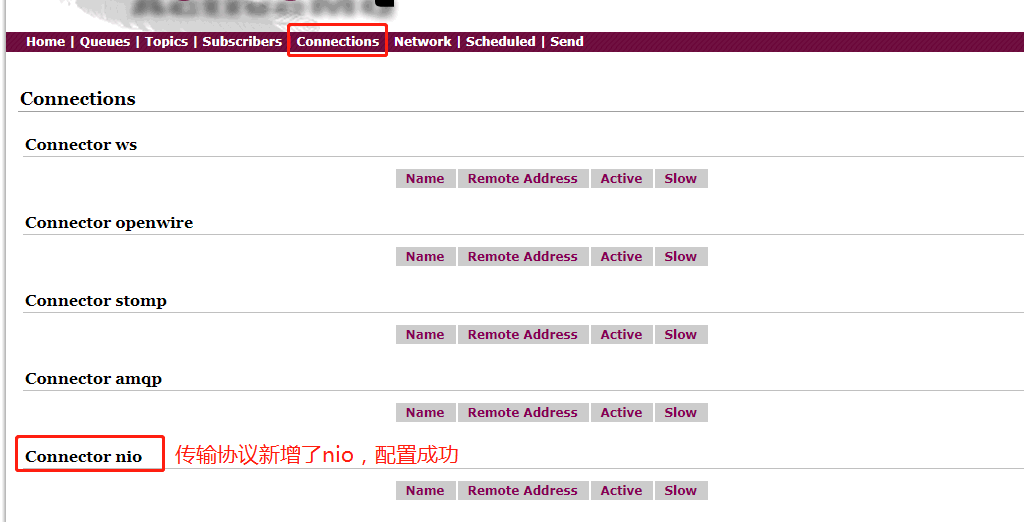 Home | Queues | Topics | Subscribers | Connections | Network | Scheduled | Send
Connections
Connector ws
Name Remote Address Active Slow
Connector openwire
Name Remote Address Active Slow
Connector stomp
Name Remote Address Active Slow
Connector amqp
Name Remote Address Active Slow
Connector nio 传输协议新增了nio，配置成功
Name Remote Address Active Slow